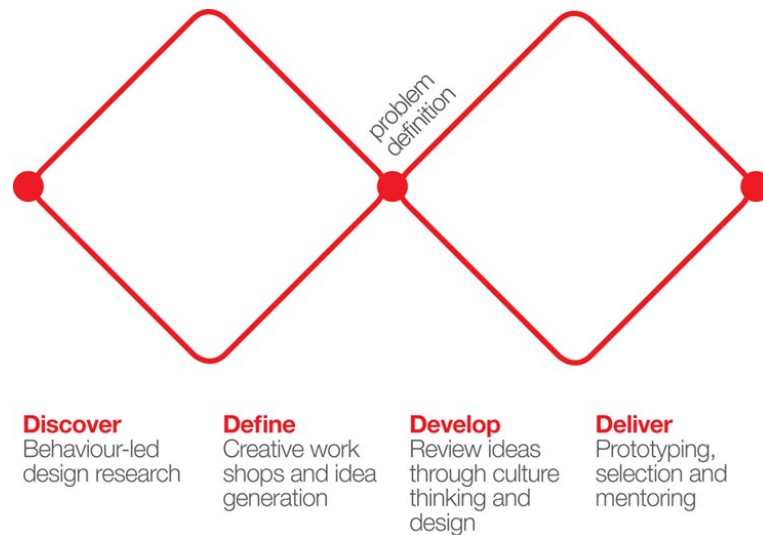 problem
definition
Discover
Behaviour-led
design research
Define
Creative work
shops and idea
generation
Develop
Review ideas
through culture
thinking and
design
Deliver
Prototyping,
selection and
mentoring